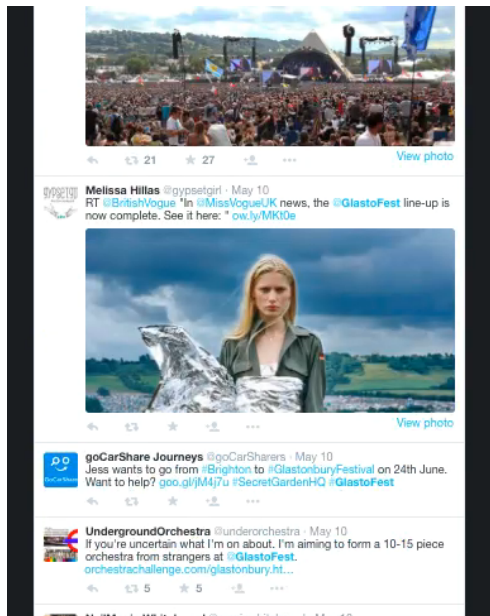 21 27 View photo
Melissa Hillas @gypsetgirl · May 10
RT @BritishVogue "In @MissVogueUK news, the @GlastoFest line-up is
now complete. See it here: " ow.ly/MKt0e
View photo
goCarShare Journeys @goCarSharers · May 10
Jess wants to go from #Brighton to #GlastonburyFestival on 24th June.
Want to help? goo.gl/jM4j7u #SecretGardenHQ #GlastoFest
GoCarShare
UndergroundOrchestra @underorchestra · May 10
If you're uncertain what I'm on about. I'm aiming to form a 10-15 piece
orchestra from strangers at @GlastoFest.
orchestrachallenge.com/glastonbury.ht...
5 5